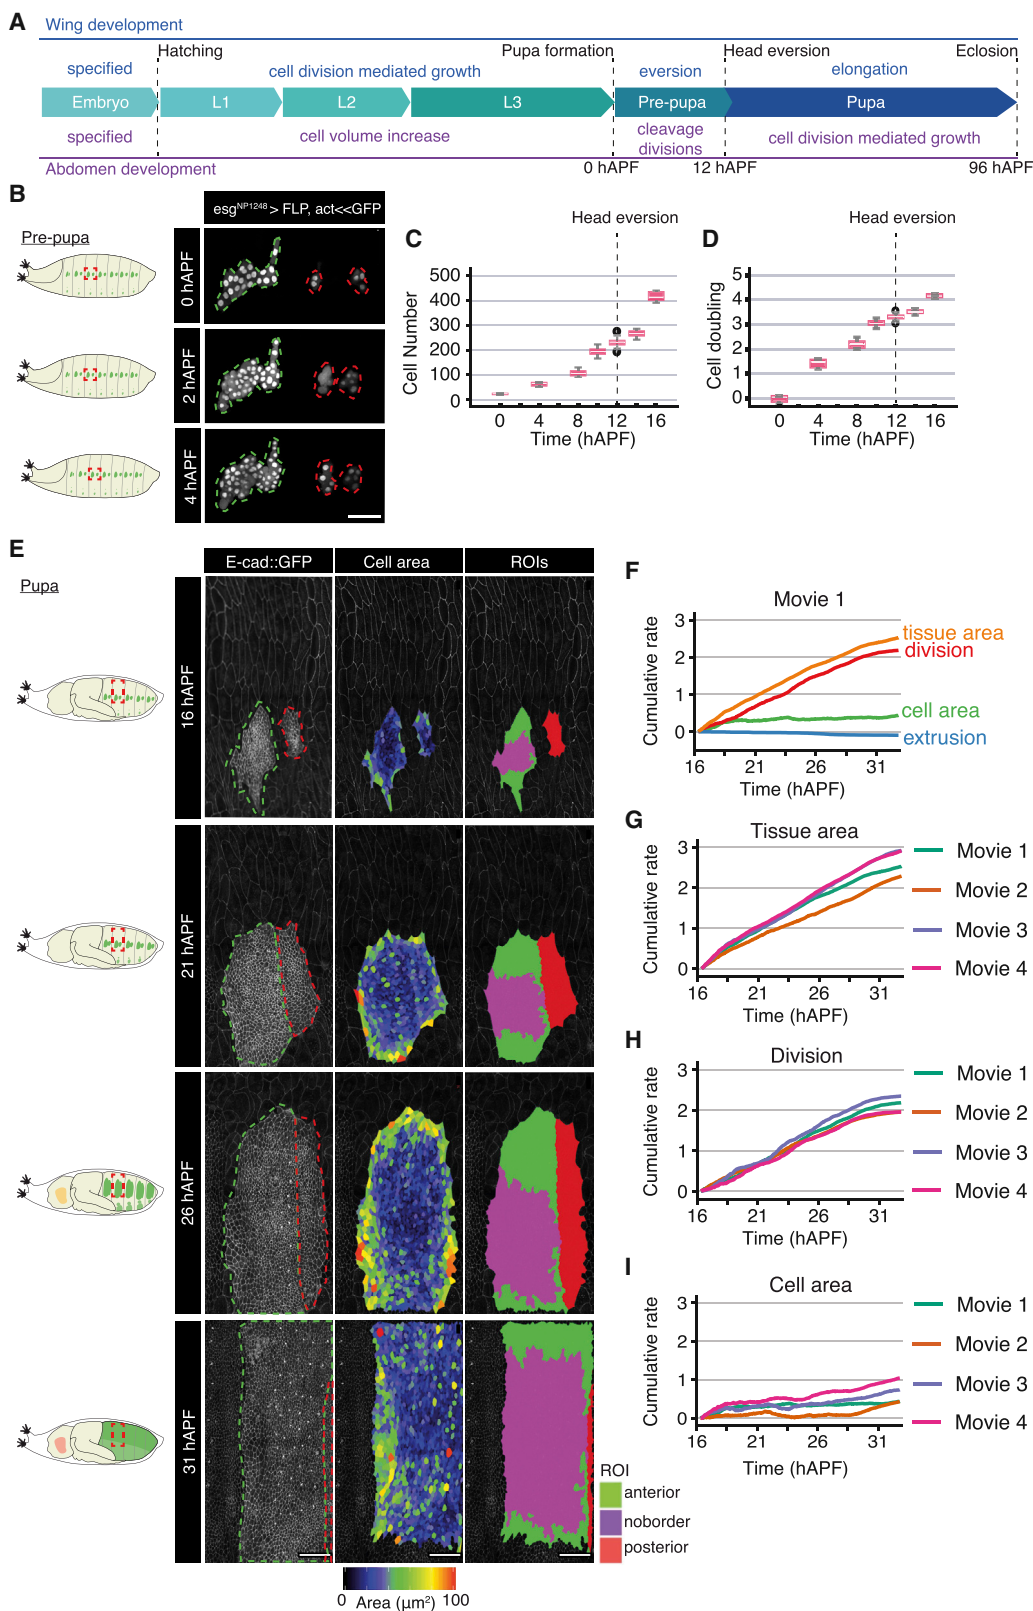 A
Wing development
Hatching
Pupa formation
Head eversion
Eclosion
specified
cell division mediated growth
eversion
elongation
Embryo
L1
L2
L3
Pre-pupa
Pupa
specified
cell volume increase
cleavage
divisions
cell division mediated growth
Abdomen development
0 hAPF
12 hAPF
96 hAPF
B
Pre-pupa
esgNP1248 > FLP, act<<GFP
0 hAPF
2 hAPF
4 hAPF
C
Head eversion
Cell Number
500
400
300
200
100
0
0 4 8 12 16
Time (hAPF)
D
Head eversion
Cell doubling
5
4
3
2
1
0
0 4 8 12 16
Time (hAPF)
E
Pupa
E-cad::GFP
Cell area
ROIs
16 hAPF
21 hAPF
26 hAPF
31 hAPF
0 Area (μm2) 100
ROI
anterior
noborder
posterior
F
Movie 1
Cumulative rate
3
2
1
0
tissue area
division
cell area
extrusion
16 21 26 31
Time (hAPF)
G
Tissue area
Cumulative rate
3
2
1
0
16 21 26 31
Time (hAPF)
Movie 1
Movie 2
Movie 3
Movie 4
H
Division
Cumulative rate
3
2
1
0
16 21 26 31
Time (hAPF)
Movie 1
Movie 2
Movie 3
Movie 4
I
Cell area
Cumulative rate
3
2
1
0
16 21 26 31
Time (hAPF)
Movie 1
Movie 2
Movie 3
Movie 4